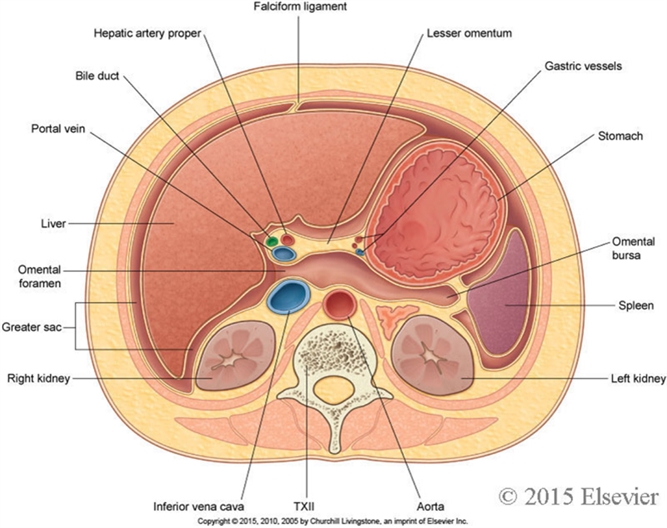 Falciform ligament
Hepatic artery proper
Lesser omentum
Bile duct
Gastric vessels
Portal vein
Stomach
Liver
Omental
bursa
Omental
foramen
Spleen
Greater sac
Right kidney
Left kidney
Inferior vena cava
TXII
Aorta
© 2015 Elsevier
Copyright © 2015, 2010, 2005 by Churchill Livingstone, an imprint of Elsevier Inc.